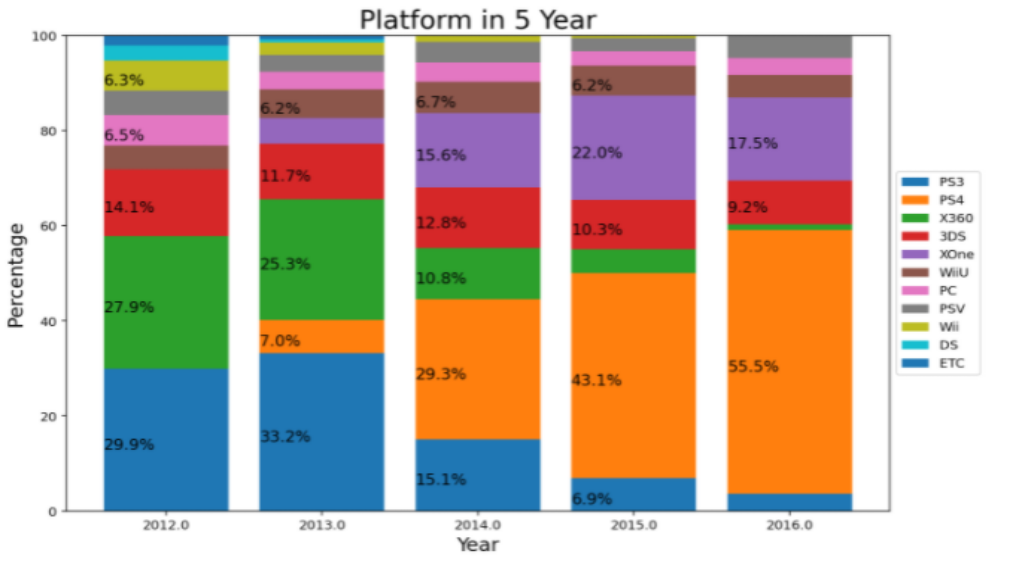 Platform in 5 Year
Percentage
100
80
60
40
20
0
6.3%
6.5%
14.1%
27.9%
29.9%
6.2%
11.7%
25.3%
7.0%
33.2%
6.7%
15.6%
12.8%
10.8%
29.3%
15.1%
6.2%
22.0%
10.3%
43.1%
6.9%
17.5%
9.2%
55.5%
2012.0 2013.0 2014.0 2015.0 2016.0
Year
PS3
PS4
X360
3DS
XOne
WiiU
PC
PSV
Wii
DS
ETC